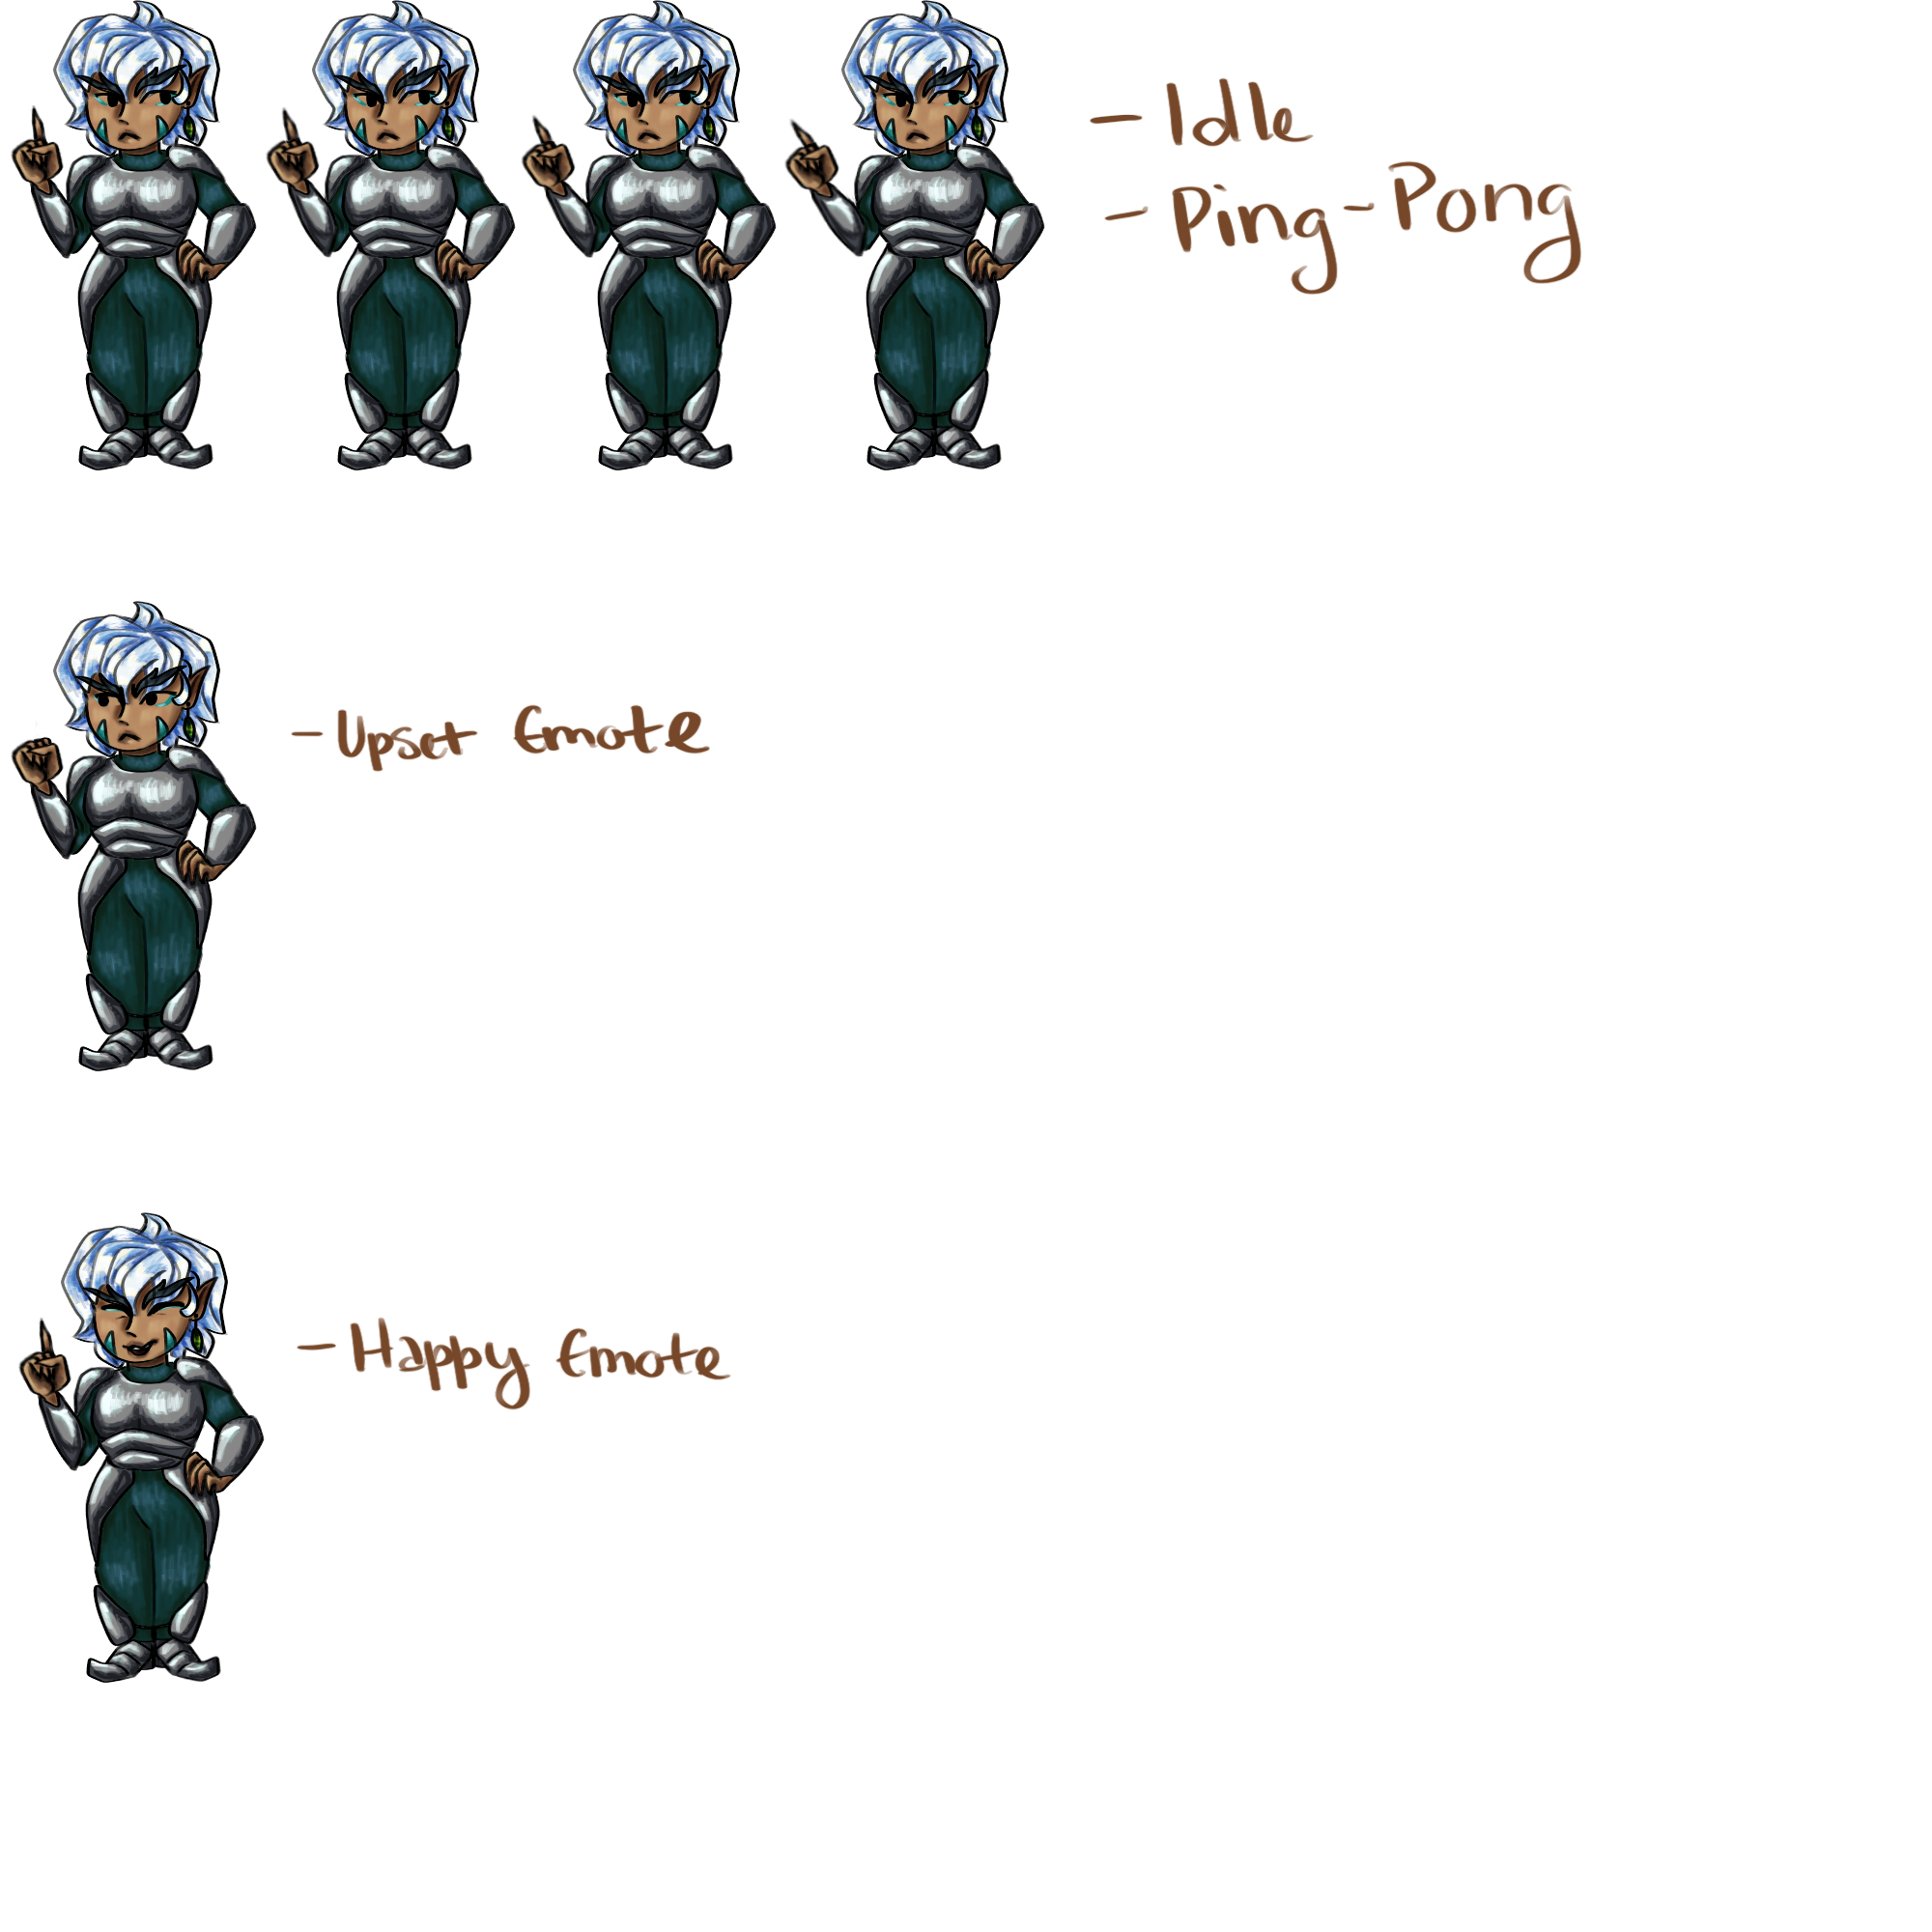 - Idle
- Ping-Pong
- Upset Emote
- Happy Emote